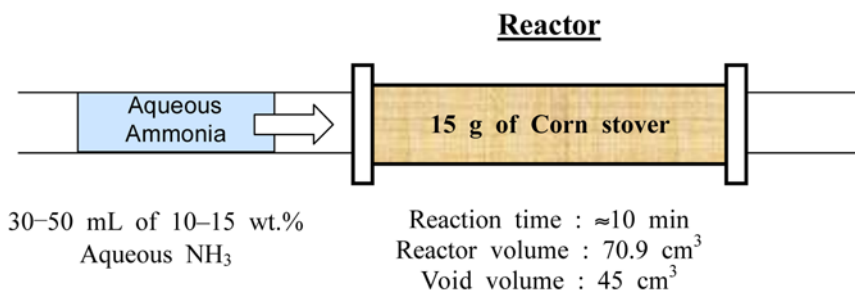 Reactor
Aqueous
Ammonia
15 g of Corn stover
30−50 mL of 10–15 wt.%
Aqueous NH₃
Reaction time : ≈10 min
Reactor volume : 70.9 cm³
Void volume : 45 cm³